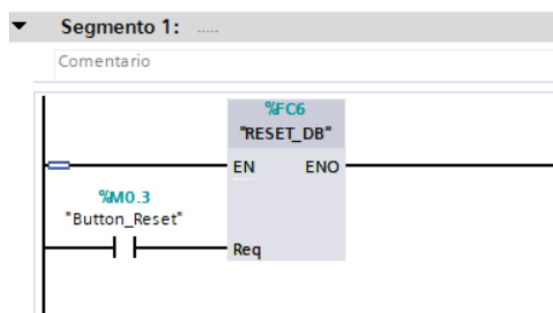 Segmento 1: .....
Comentario
%FC6
"RESET_DB"
EN ENO
%M0.3
"Button_Reset"
Req